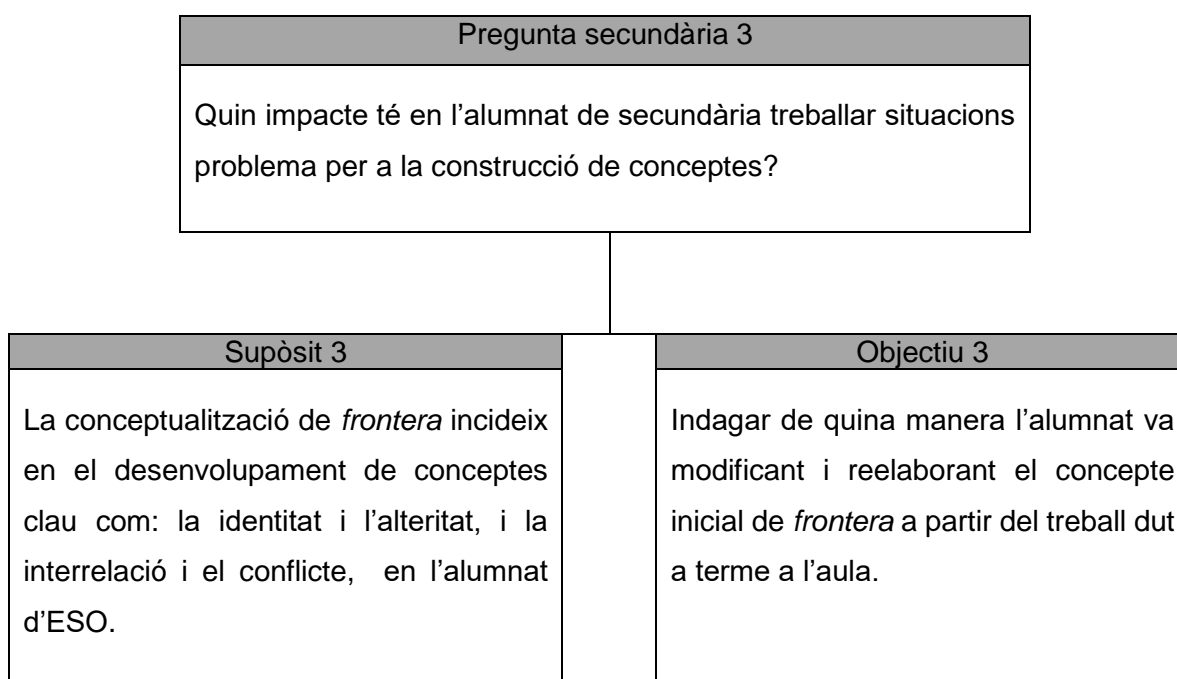 Pregunta secundària 3
Quin impacte té en l’alumnat de secundària treballar situacions
problema per a la construcció de conceptes?
Supòsit 3
La conceptualització de frontera incideix
en el desenvolupament de conceptes
clau com: la identitat i l’alteritat, i la
interrelació i el conflicte, en l’alumnat
d’ESO.
Objectiu 3
Indagar de quina manera l’alumnat va
modificant i reelaborant el concepte
inicial de frontera a partir del treball dut
a terme a l’aula.